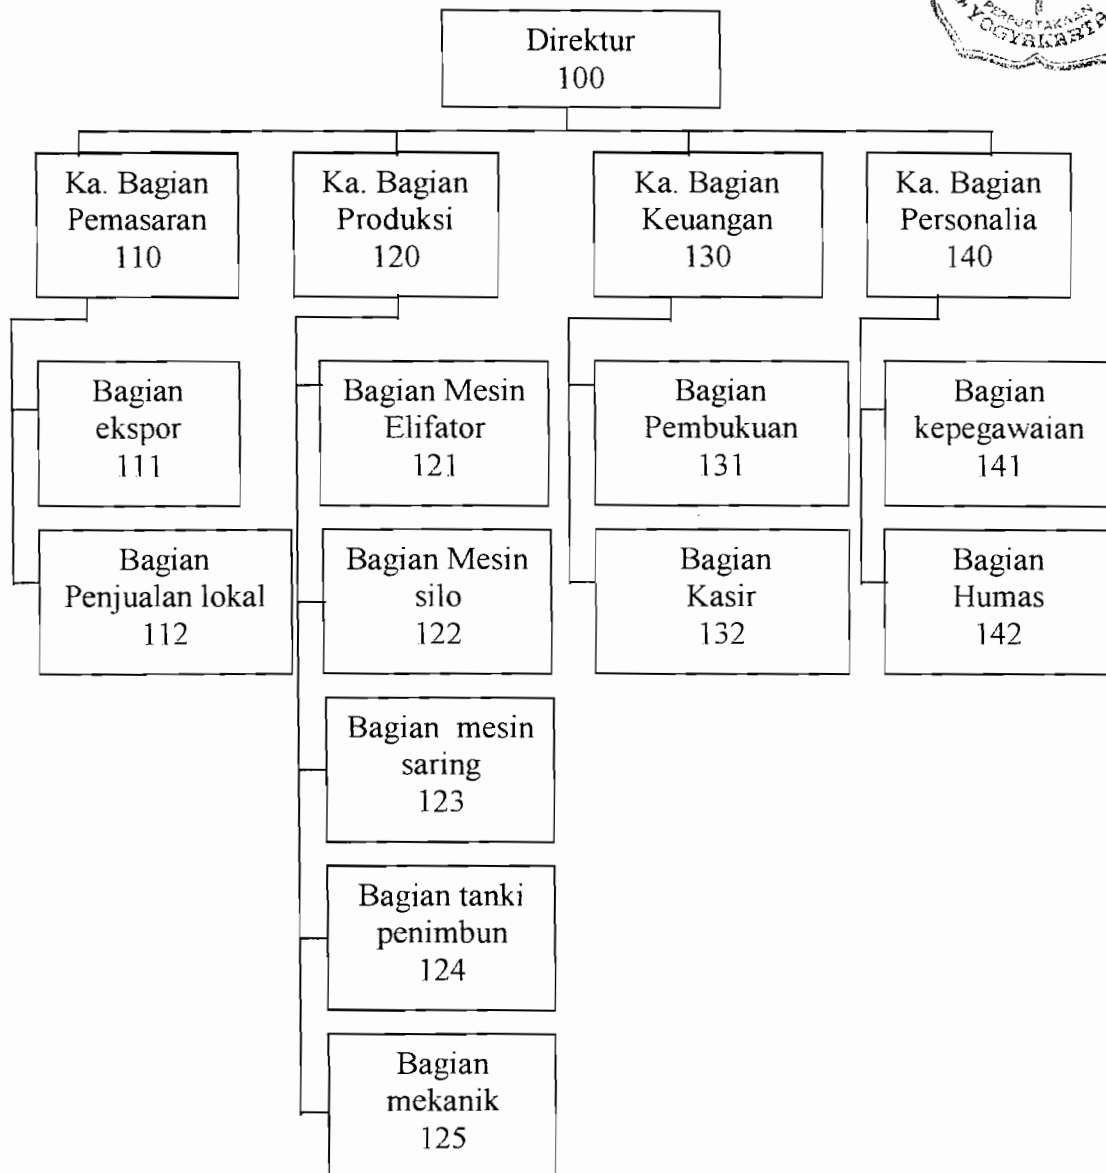 PERPUSTAKAAN
YOGYAKARTA
Direktur
100
Ka. Bagian
Pemasaran
110
Ka. Bagian
Produksi
120
Ka. Bagian
Keuangan
130
Ka. Bagian
Personalia
140
Bagian
ekspor
111
Bagian
Penjualan lokal
112
Bagian Mesin
Elifator
121
Bagian Mesin
silo
122
Bagian mesin
saring
123
Bagian tanki
penimbun
124
Bagian
mekanik
125
Bagian
Pembukuan
131
Bagian
Kasir
132
Bagian
kepegawaian
141
Bagian
Humas
142